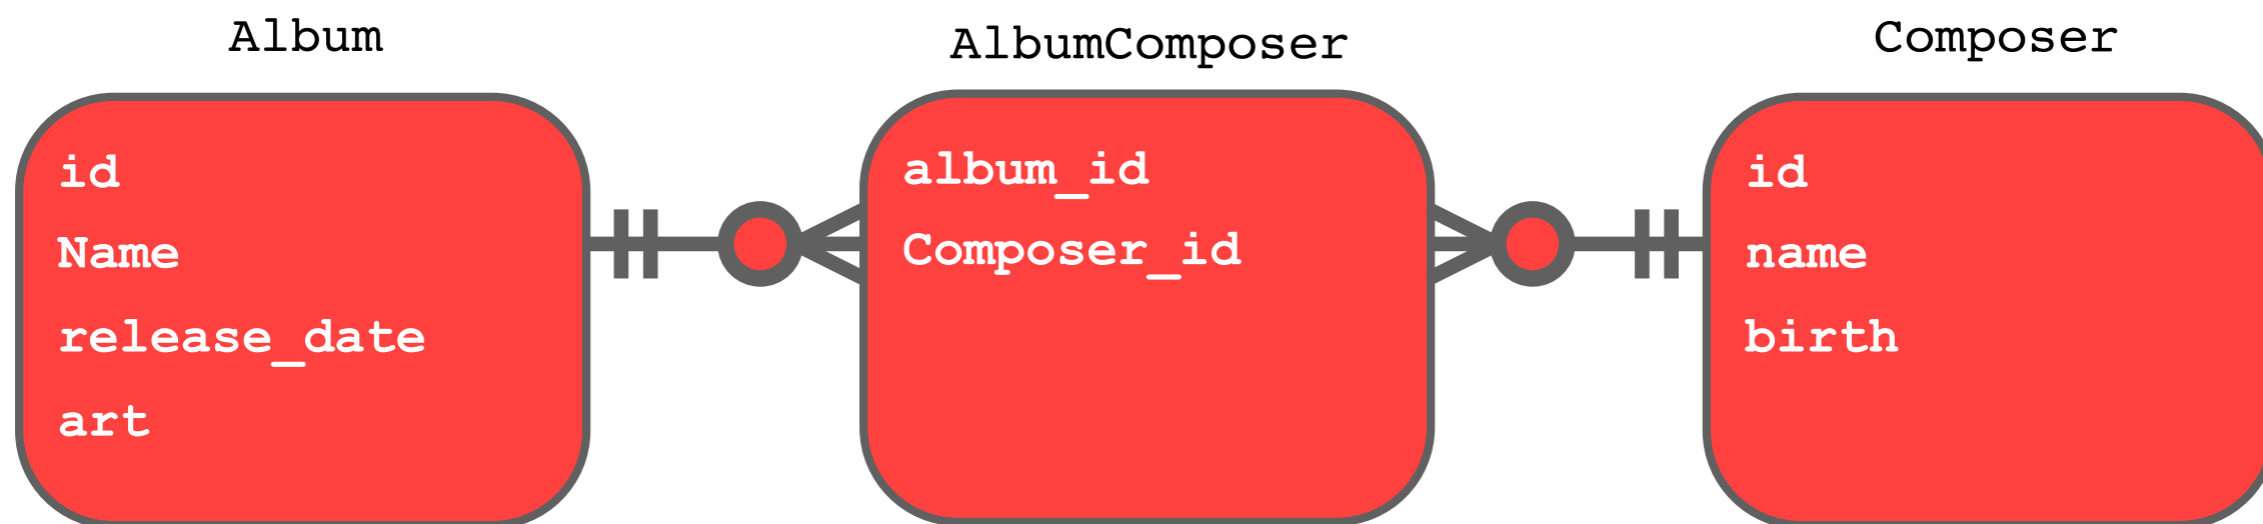 Album
id
Name
release_date
art
AlbumComposer
album_id
Composer_id
Composer
id
name
birth